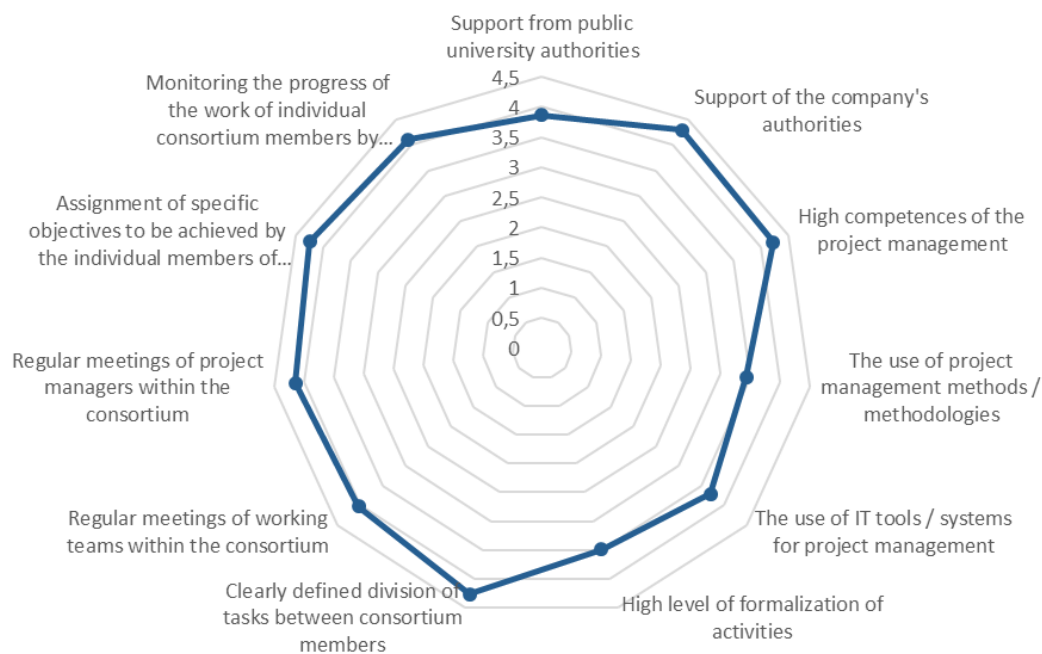 Support from public
university authorities
Support of the company's
authorities
High competences of the
project management
The use of project
management methods /
methodologies
The use of IT tools / systems
for project management
High level of formalization of
activities
Clearly defined division of
tasks between consortium
members
Regular meetings of working
teams within the consortium
Regular meetings of project
managers within the
consortium
Assignment of specific
objectives to be achieved by
the individual members of…
Monitoring the progress of
the work of individual
consortium members by…
4,5
4
3,5
3
2,5
2
1,5
1
0,5
0